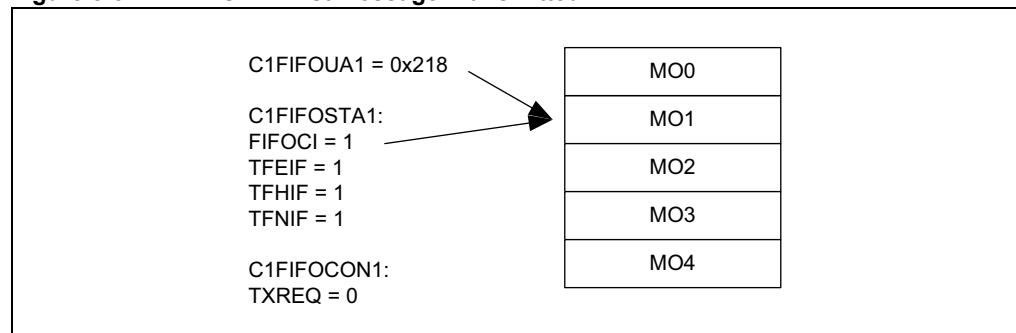 C1FIFOUA1 = 0x218
C1FIFOSTA1:
FIFOCI = 1
TFEIF = 1
TFHIF = 1
TFNIF = 1
C1FIFOCON1:
TXREQ = 0
MO0
MO1
MO2
MO3
MO4